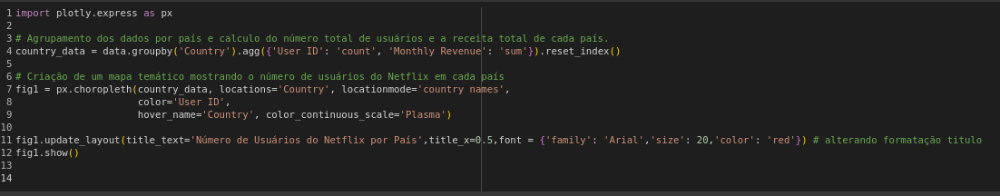 1 import plotly.express as px
2
3 # Agrupamento dos dados por país e calculo do número total de usuários e a receita total de cada país.
4 country_data = data.groupby('Country').agg({'User ID': 'count', 'Monthly Revenue': 'sum'}).reset_index()
5
6 # Criação de um mapa temático mostrando o número de usuários do Netflix em cada país
7 fig1 = px.choropleth(country_data, locations='Country', locationmode='country names',
8                      color='User ID',
9                      hover_name='Country', color_continuous_scale='Plasma')
10
11 fig1.update_layout(title_text='Número de Usuários do Netflix por País',title_x=0.5,font = {'family': 'Arial','size': 20,'color': 'red'}) # alterando formatação titulo
12 fig1.show()
13
14